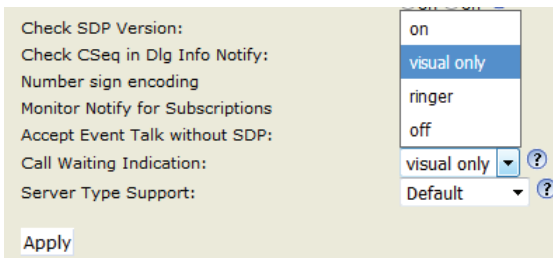 Check SDP Version:
on
Check CSeq in Dlg Info Notify:
visual only
Number sign encoding
ringer
Monitor Notify for Subscriptions
Accept Event Talk without SDP:
off
Call Waiting Indication:
visual only ?
Server Type Support:
Default ?
Apply